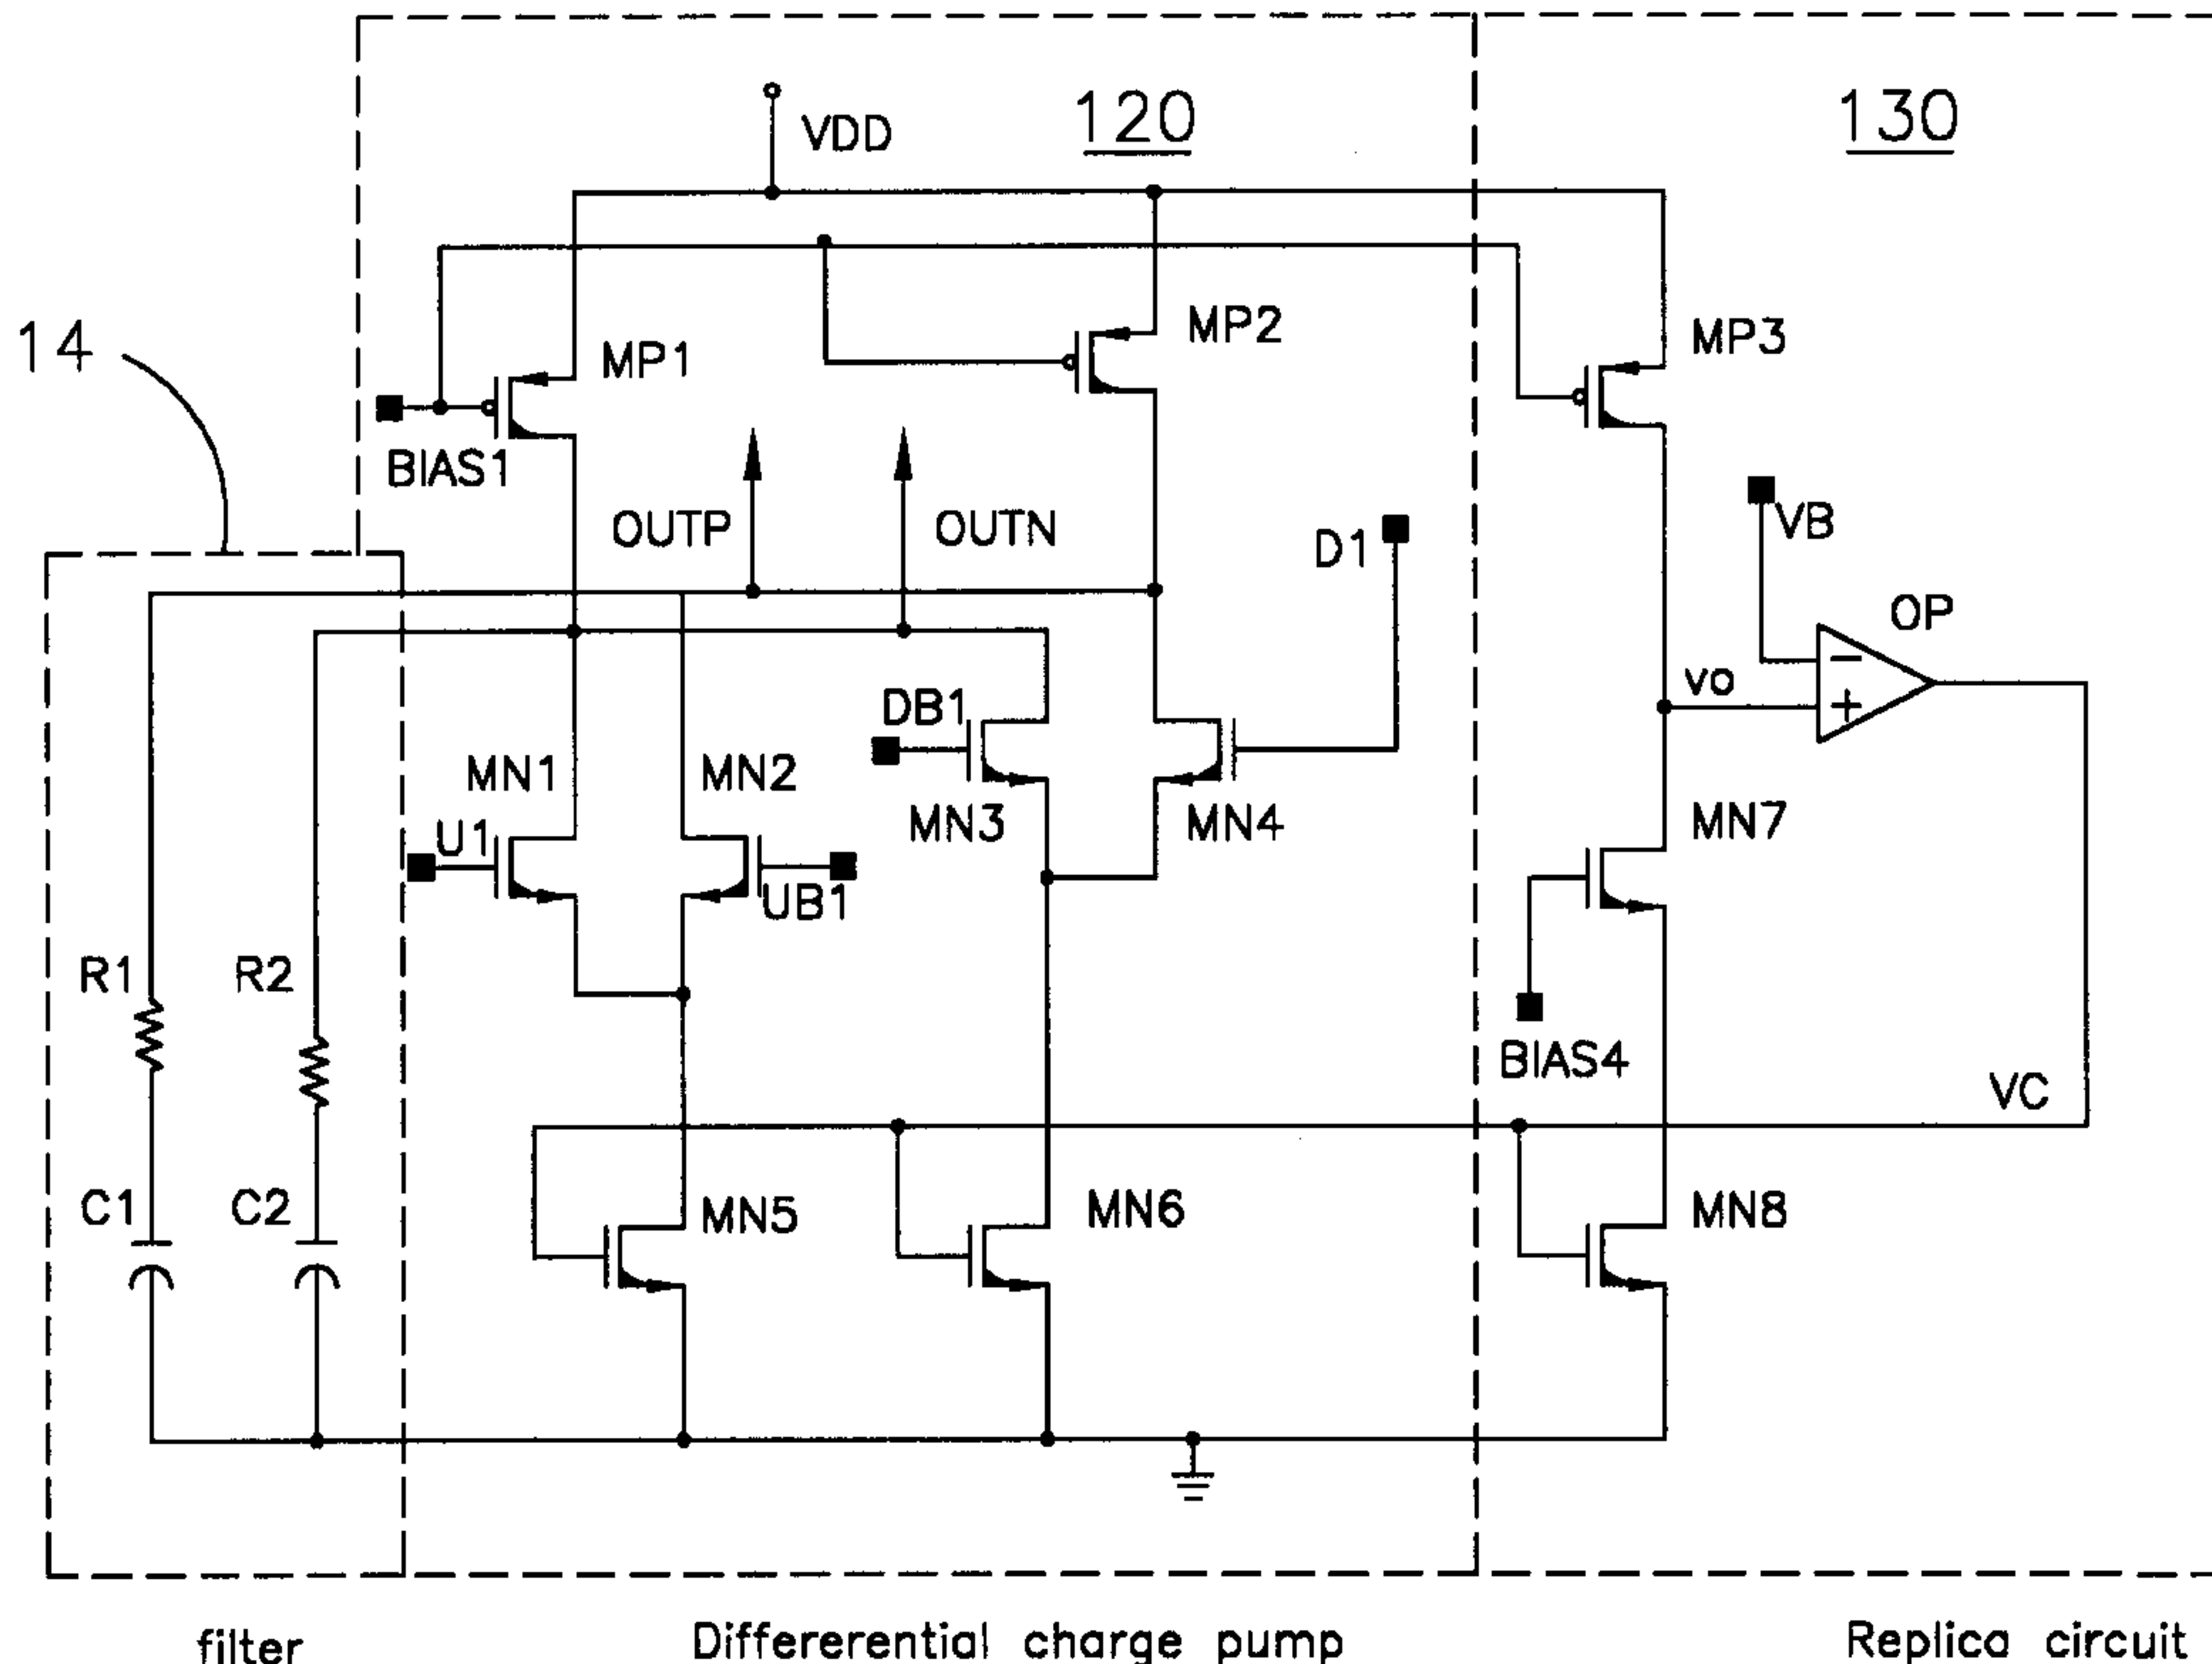 120
130
VDD
14
MP1
MP2
MP3
BIAS1
OUTP
OUTN
D1
VB
OP
vo
DB1
MN1
MN2
MN3
MN4
MN7
U1
UB1
R1
R2
BIAS4
VC
C1
C2
MN5
MN6
MN8
filter
Differerential charge pump
Replica circuit